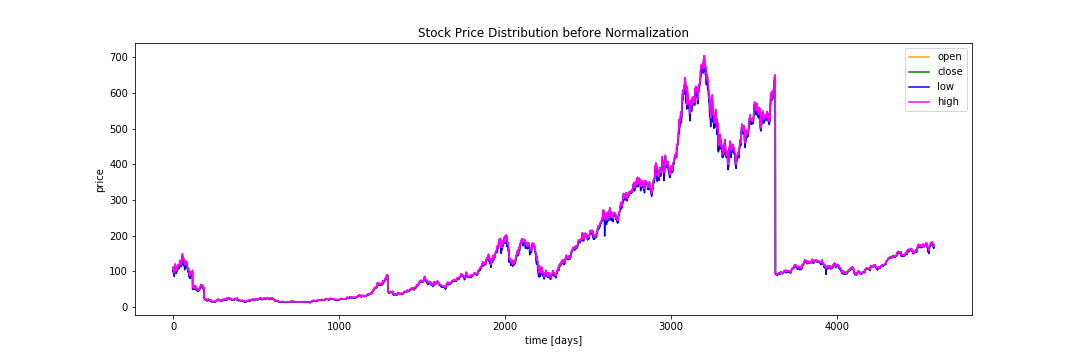 Stock Price Distribution before Normalization
700
600
500
400
300
200
100
0
price
open
close
low
high
0
1000
2000
3000
4000
time [days]